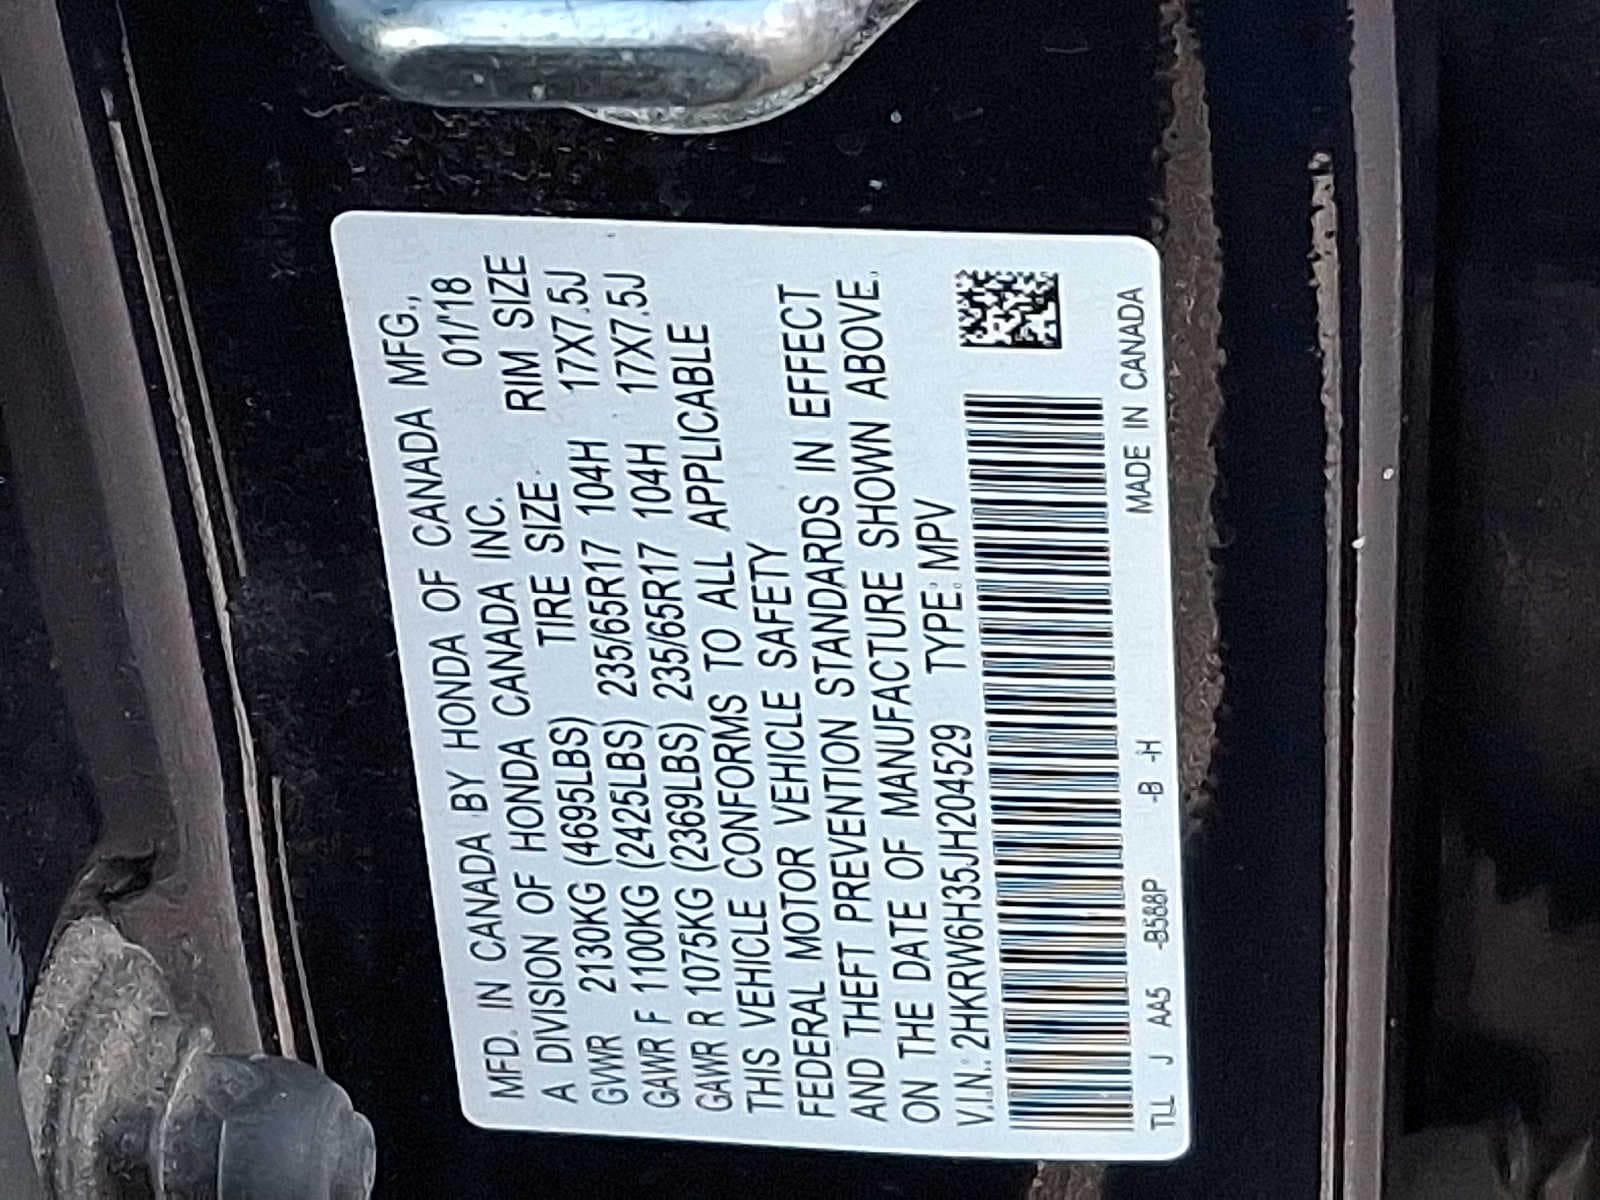 MFD. IN CANADA BY HONDA OF CANADA MFG.,
A DIVISION OF HONDA CANADA INC. 01/'18
GVWR 2130KG (4695LBS) TIRE SIZE RIM SIZE
GAWR F 1100KG (2425LBS) 235/65R17 104H 17X7.5J
GAWR R 1075KG (2369LBS) 235/65R17 104H 17X7.5J
THIS VEHICLE CONFORMS TO ALL APPLICABLE
FEDERAL MOTOR VEHICLE SAFETY
AND THEFT PREVENTION STANDARDS IN EFFECT
ON THE DATE OF MANUFACTURE SHOWN ABOVE.
V.I.N.: 2HKRW6H35JH204529 TYPE: MPV
TLL J AA5 -B588P -B -H MADE IN CANADA